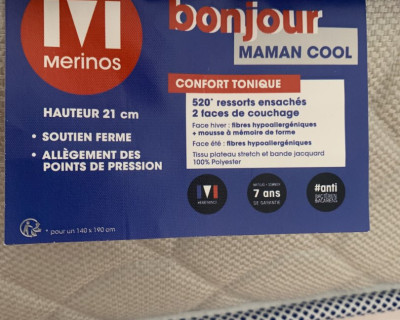 bonjour
MAMAN COOL
Merinos
CONFORT TONIQUE
HAUTEUR 21 cm
• SOUTIEN FERME
• ALLÈGEMENT DES
POINTS DE PRESSION
520* ressorts ensachés
2 faces de couchage
Face hiver : fibres hypoallergéniques
+ mousse à mémoire de forme
Face été : fibres hypoallergéniques
Tissu plateau stretch et bande jacquard
100% Polyester
7 ans
DE GARANTIE
#anti
* pour un 140 x 190 cm